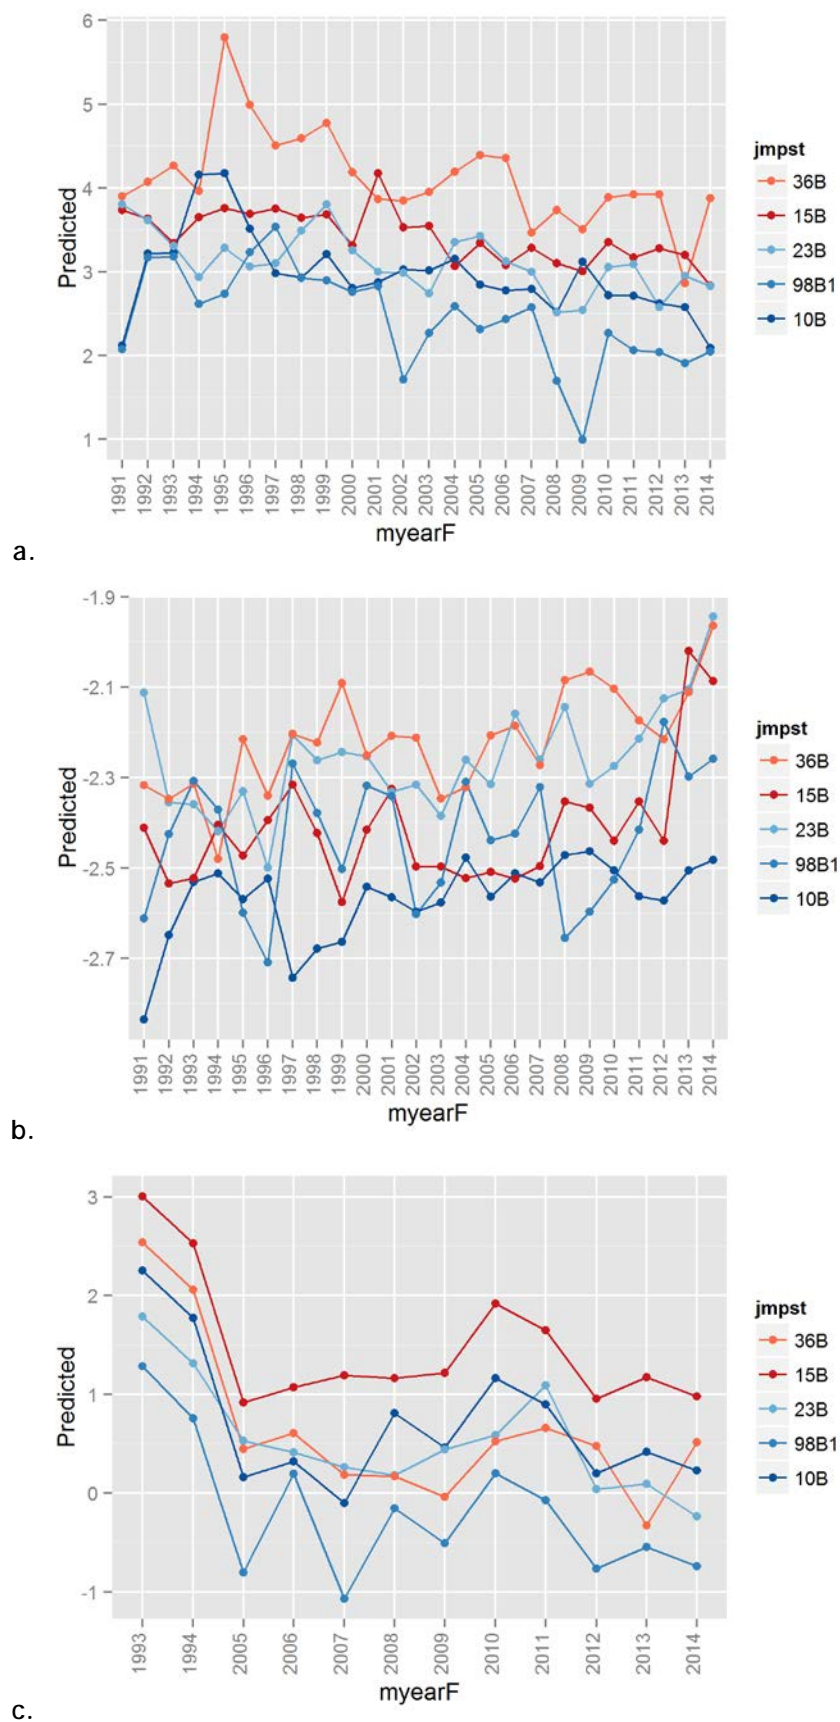 6
5
4
3
2
1
Predicted
1991 1992 1993 1994 1995 1996 1997 1998 1999 2000 2001 2002 2003 2004 2005 2006 2007 2008 2009 2010 2011 2012 2013 2014
myearF
jmpst
36B
15B
23B
98B1
10B
a.
-1.9
-2.1
-2.3
-2.5
-2.7
Predicted
1991 1992 1993 1994 1995 1996 1997 1998 1999 2000 2001 2002 2003 2004 2005 2006 2007 2008 2009 2010 2011 2012 2013 2014
myearF
jmpst
36B
15B
23B
98B1
10B
b.
3
2
1
0
-1
Predicted
1993 1994 2005 2006 2007 2008 2009 2010 2011 2012 2013 2014
myearF
jmpst
36B
15B
23B
98B1
10B
c.